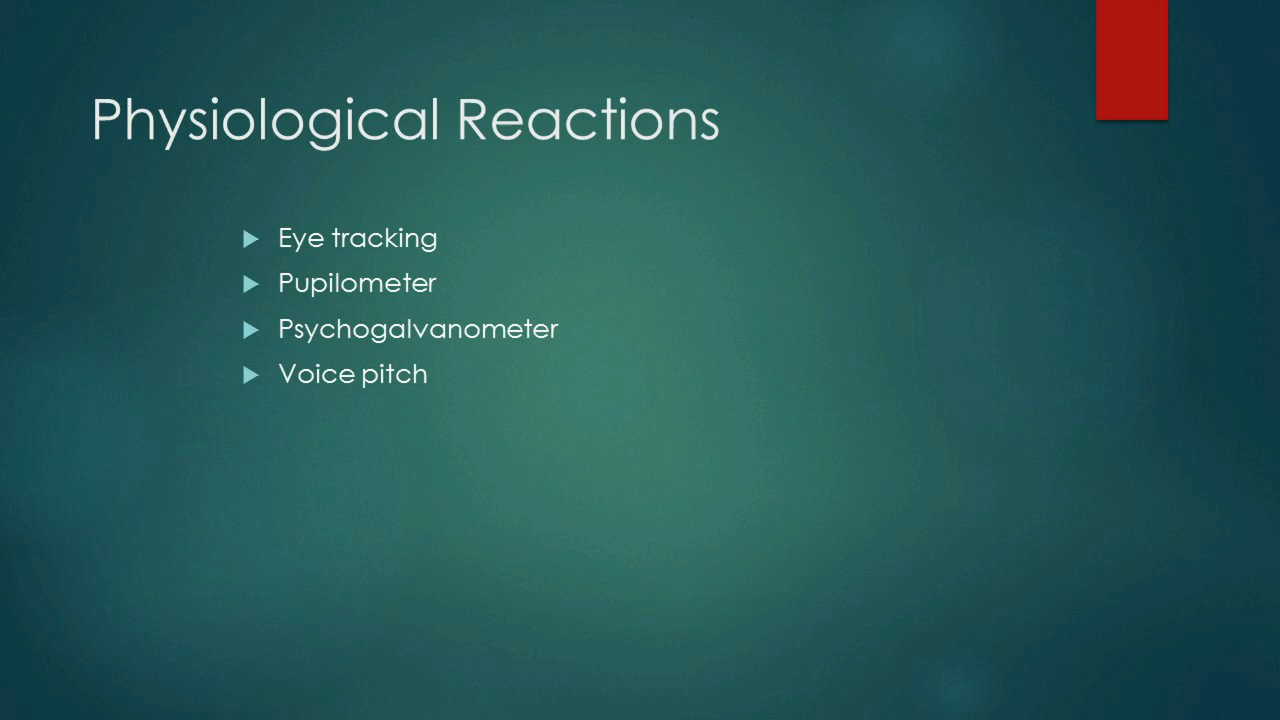 Physiological Reactions
Eye tracking
Pupilometer
Psychogalvanometer
Voice pitch